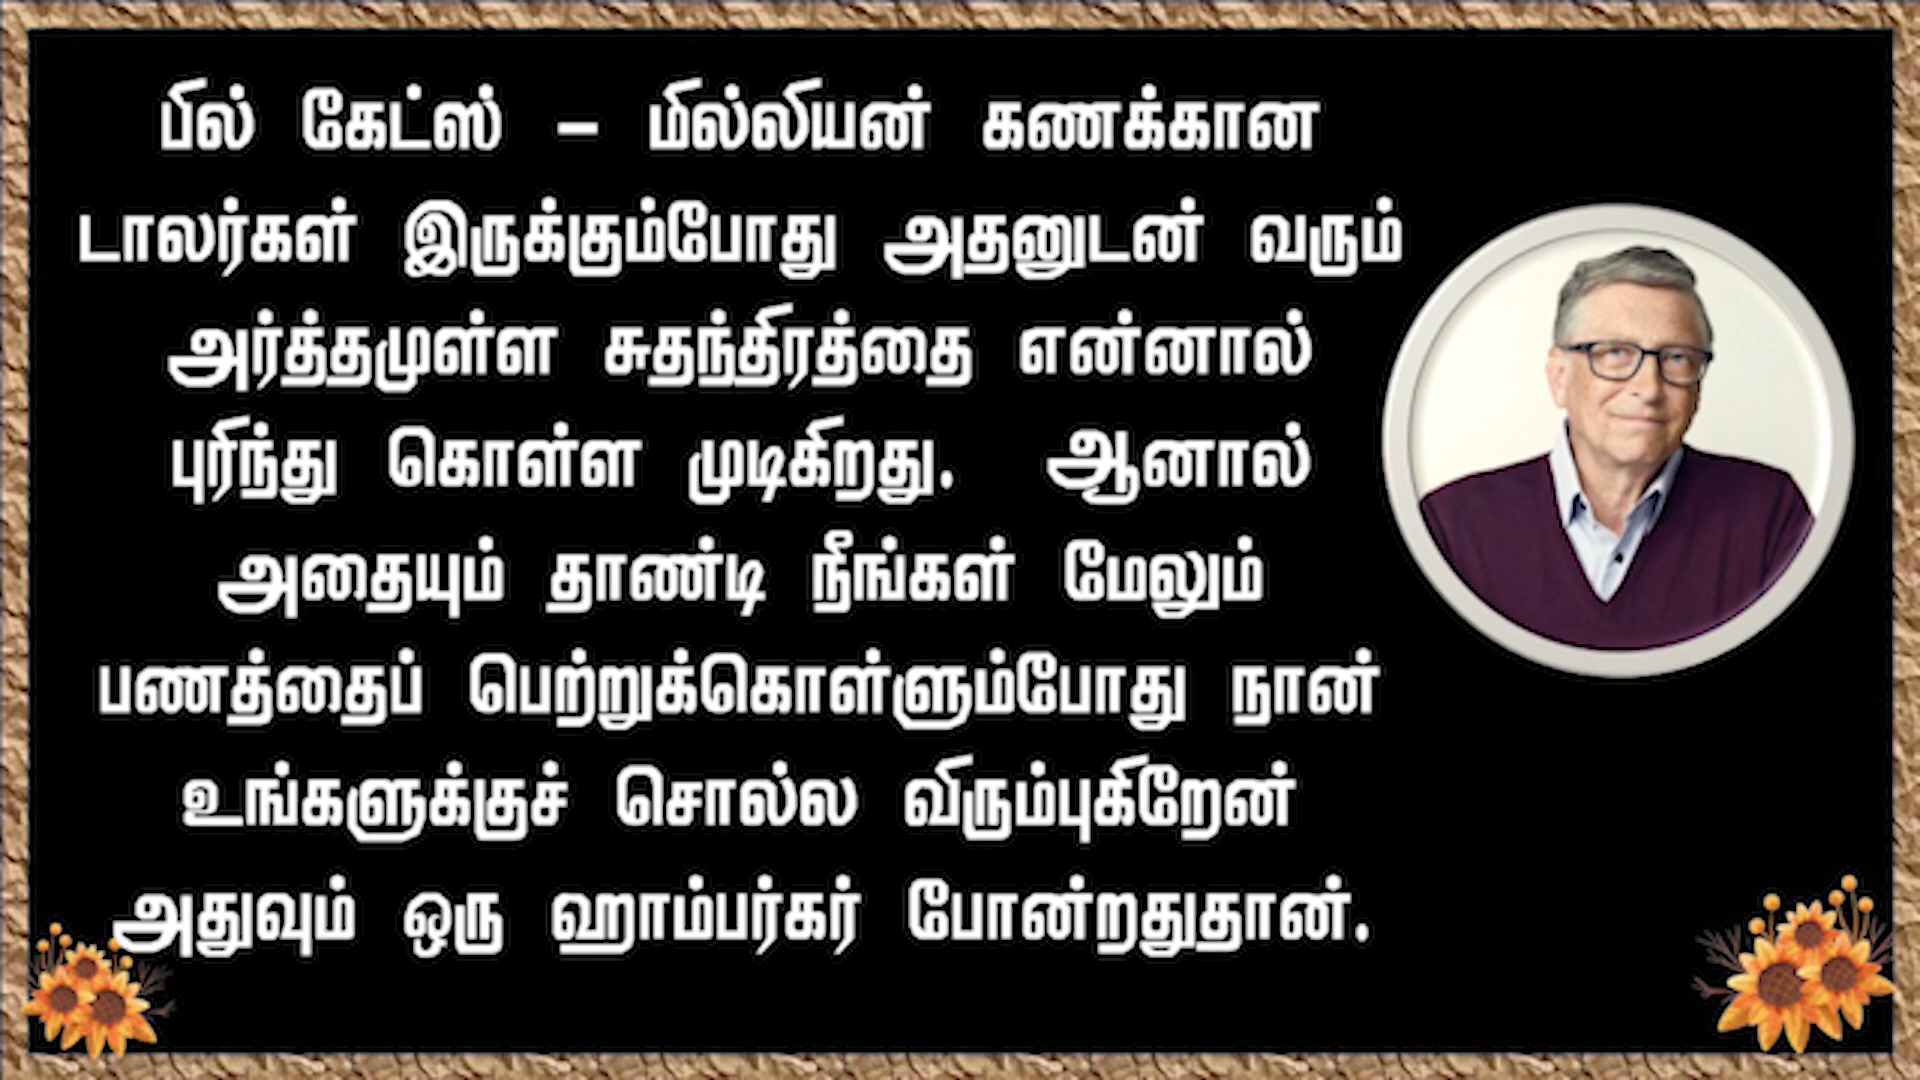 பில் கேட்ஸ் – மில்லியன் கணக்கான
டாலர்கள் இருக்கும்போது அதனுடன் வரும்
அர்த்தமுள்ள சுதந்திரத்தை என்னால்
புரிந்து கொள்ள முடிகிறது. ஆனால்
அதையும் தாண்டி நீங்கள் மேலும்
பணத்தைப் பெற்றுக்கொள்ளும்போது நான்
உங்களுக்குச் சொல்ல விரும்புகிறேன்
அதுவும் ஒரு ஹாம்பர்கர் போன்றதுதான்.